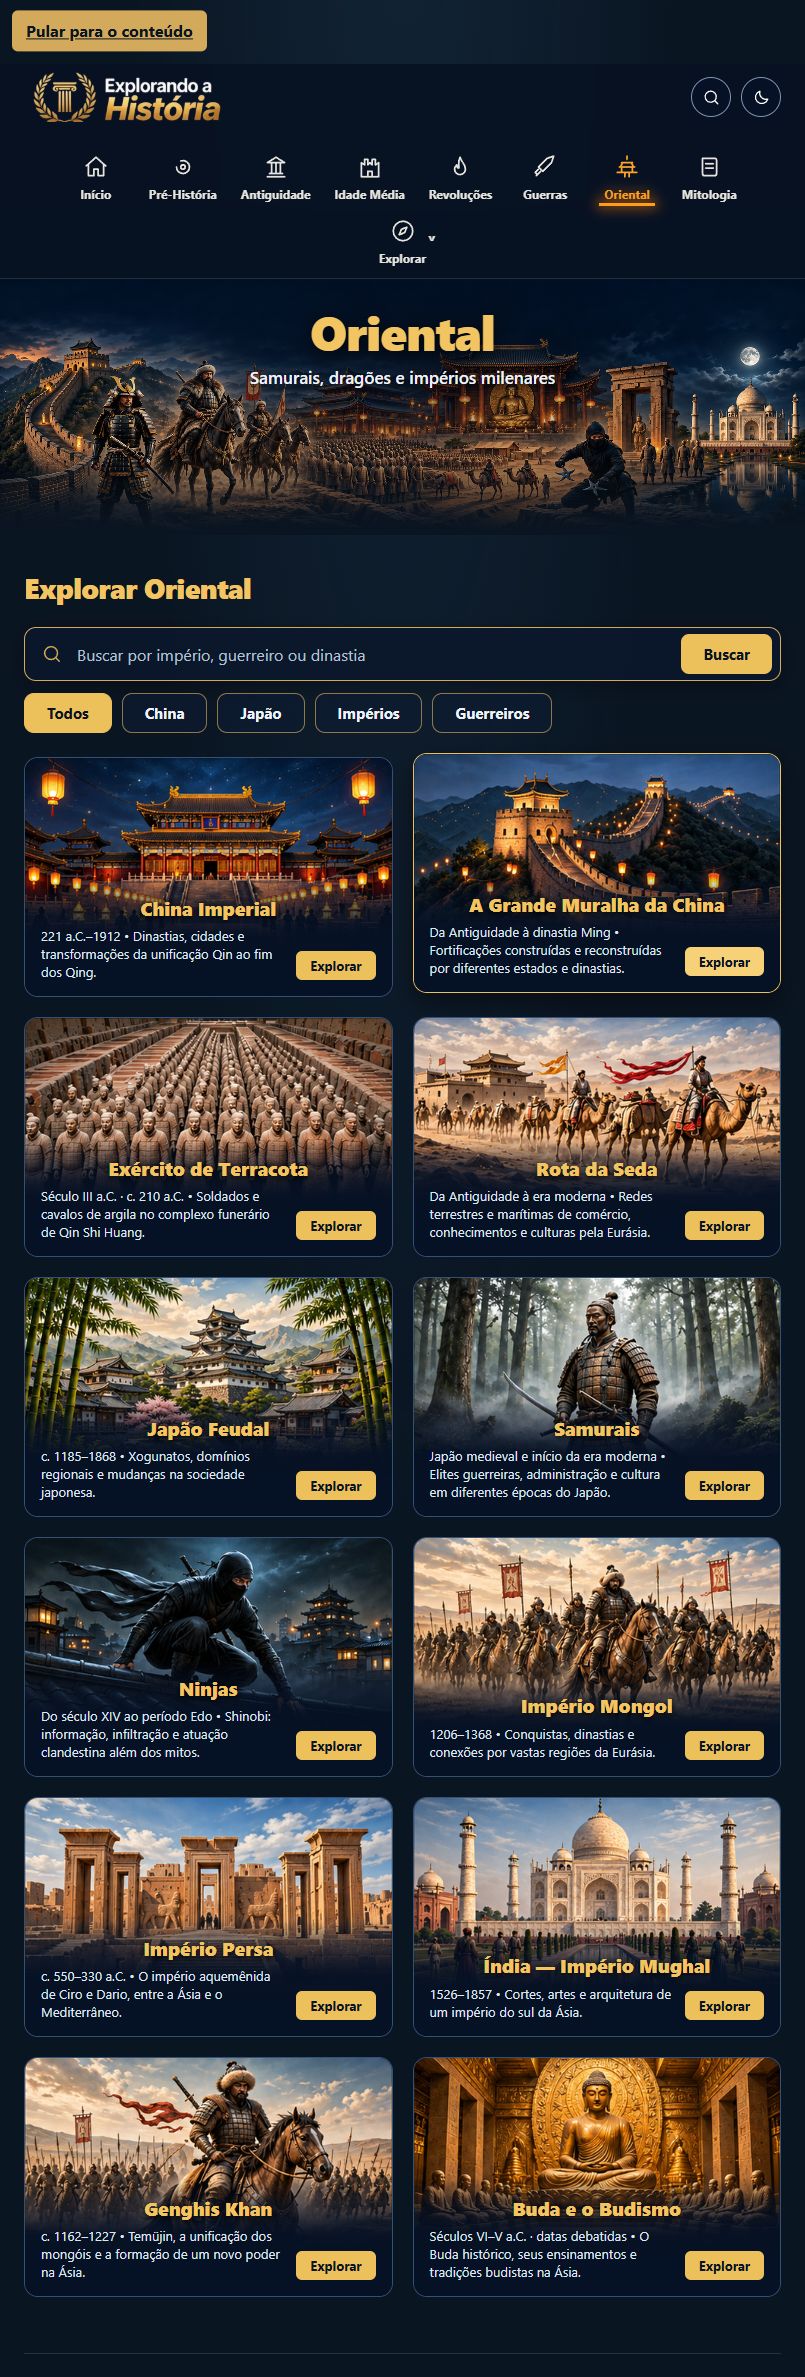 Pular para o conteúdo
Explorando a
História
Início
Pré-História
Antiguidade
Idade Média
Revoluções
Guerras
Oriental
Mitologia
Explorar
Oriental
Samurais, dragões e impérios milenares
Explorar Oriental
Buscar por império, guerreiro ou dinastia
Buscar
Todos
China
Japão
Impérios
Guerreiros
China Imperial
221 a.C.–1912 • Dinastias, cidades e
transformações da unificação Qin ao fim
dos Qing.
Explorar
A Grande Muralha da China
Da Antiguidade à dinastia Ming •
Fortificações construídas e reconstruídas
por diferentes estados e dinastias.
Explorar
Exército de Terracota
Século III a.C. · c. 210 a.C. • Soldados e
cavalos de argila no complexo funerário
de Qin Shi Huang.
Explorar
Rota da Seda
Da Antiguidade à era moderna • Redes
terrestres e marítimas de comércio,
conhecimentos e culturas pela Eurásia.
Explorar
Japão Feudal
c. 1185–1868 • Xogunatos, domínios
regionais e mudanças na sociedade
japonesa.
Explorar
Samurais
Japão medieval e início da era moderna •
Elites guerreiras, administração e cultura
em diferentes épocas do Japão.
Explorar
Ninjas
Do século XIV ao período Edo • Shinobi:
informação, infiltração e atuação
clandestina além dos mitos.
Explorar
Império Mongol
1206–1368 • Conquistas, dinastias e
conexões por vastas regiões da Eurásia.
Explorar
Império Persa
c. 550–330 a.C. • O império aquemênida
de Ciro e Dario, entre a Ásia e o
Mediterrâneo.
Explorar
Índia — Império Mughal
1526–1857 • Cortes, artes e arquitetura de
um império do sul da Ásia.
Explorar
Genghis Khan
c. 1162–1227 • Temüjin, a unificação dos
mongóis e a formação de um novo poder
na Ásia.
Explorar
Buda e o Budismo
Séculos VI–V a.C. · datas debatidas • O
Buda histórico, seus ensinamentos e
tradições budistas na Ásia.
Explorar